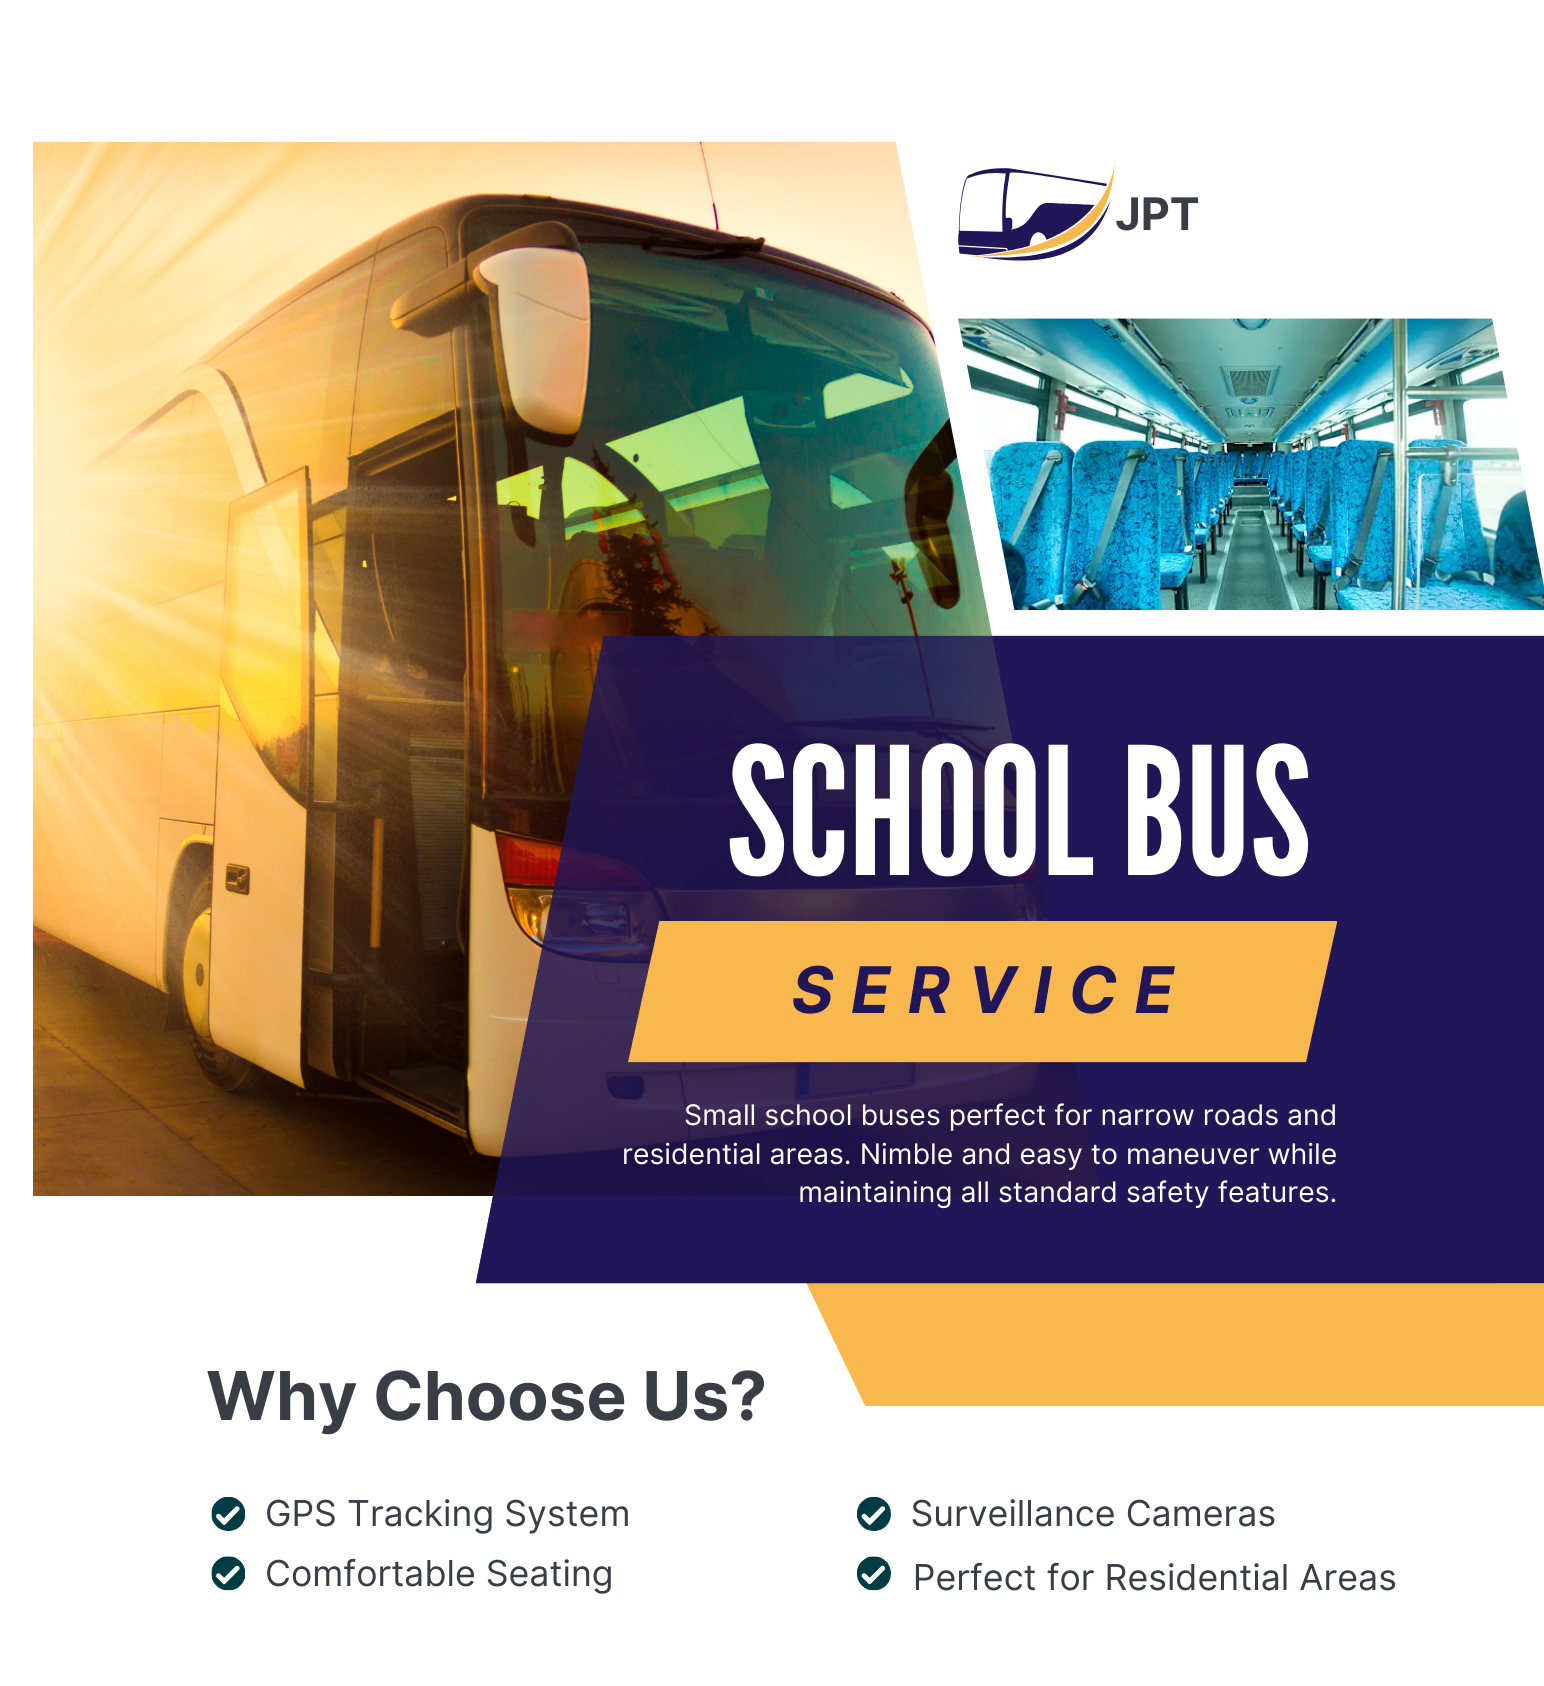 JPT
SCHOOL BUS
SERVICE
Small school buses perfect for narrow roads and
residential areas. Nimble and easy to maneuver while
maintaining all standard safety features.
Why Choose Us?
GPS Tracking System
Comfortable Seating
Surveillance Cameras
Perfect for Residential Areas